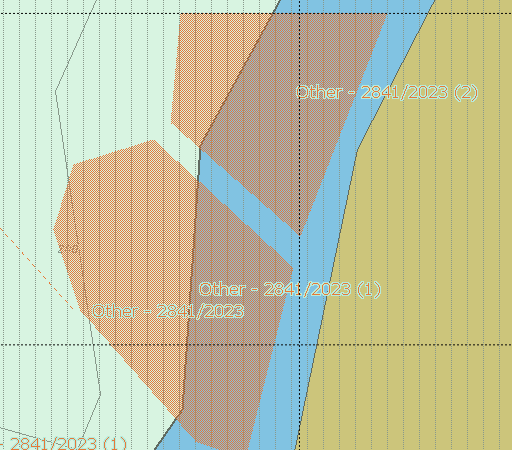 Other - 2841/2023 (2)
Other - 2841/2023 (1)
Other - 2841/2023
- 2841/2023 (1)